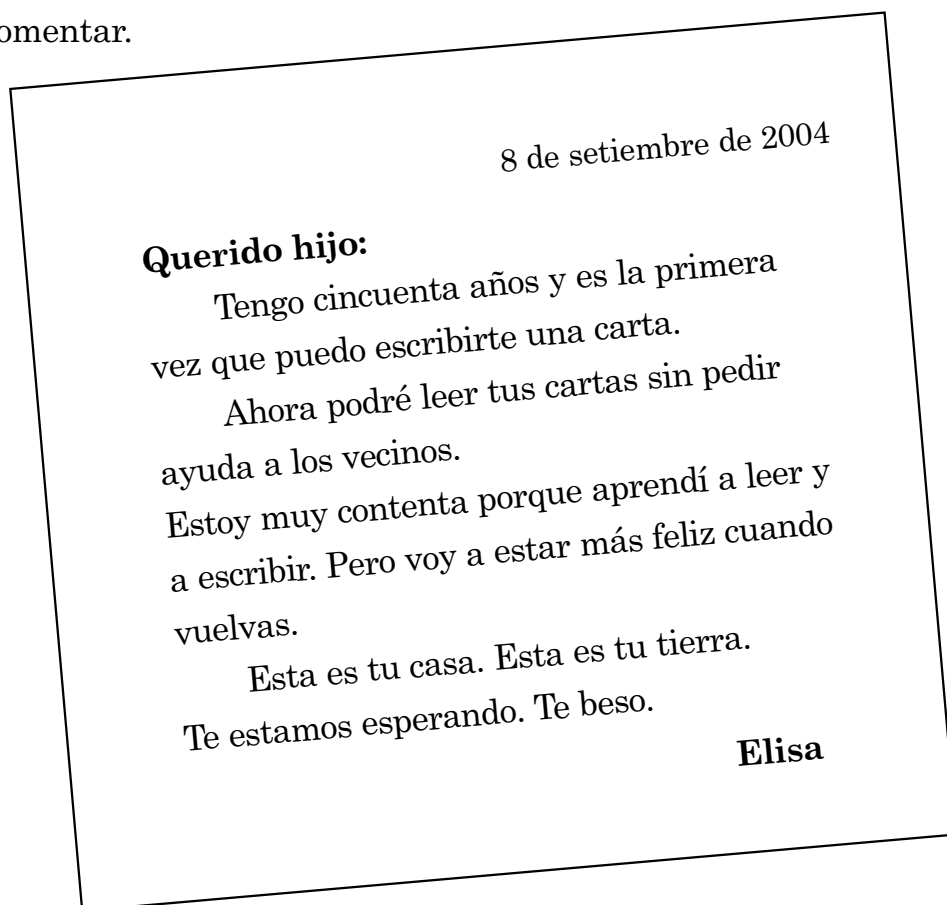 omentar.
8 de setiembre de 2004
Querido hijo:
Tengo cincuenta años y es la primera
vez que puedo escribirte una carta.
Ahora podré leer tus cartas sin pedir
ayuda a los vecinos.
Estoy muy contenta porque aprendí a leer y
a escribir. Pero voy a estar más feliz cuando
vuelvas.
Esta es tu casa. Esta es tu tierra.
Te estamos esperando. Te beso.
Elisa